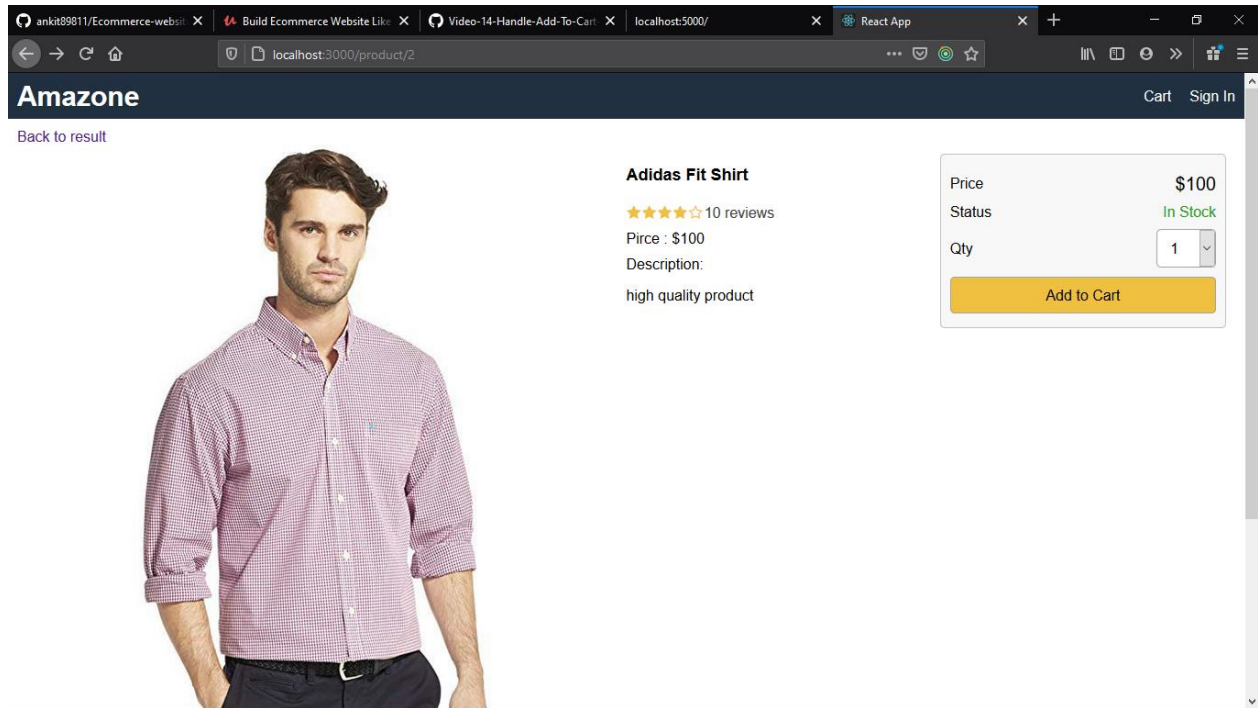 ankit89811/Ecommerce-websit
Build Ecommerce Website Like
Video-14-Handle-Add-To-Cart
localhost:5000/
React App
localhost:3000/product/2
Amazone
Cart
Sign In
Back to result
Adidas Fit Shirt
10 reviews
Pirce : $100
Description:
high quality product
Price $100
Status In Stock
Qty 1
Add to Cart